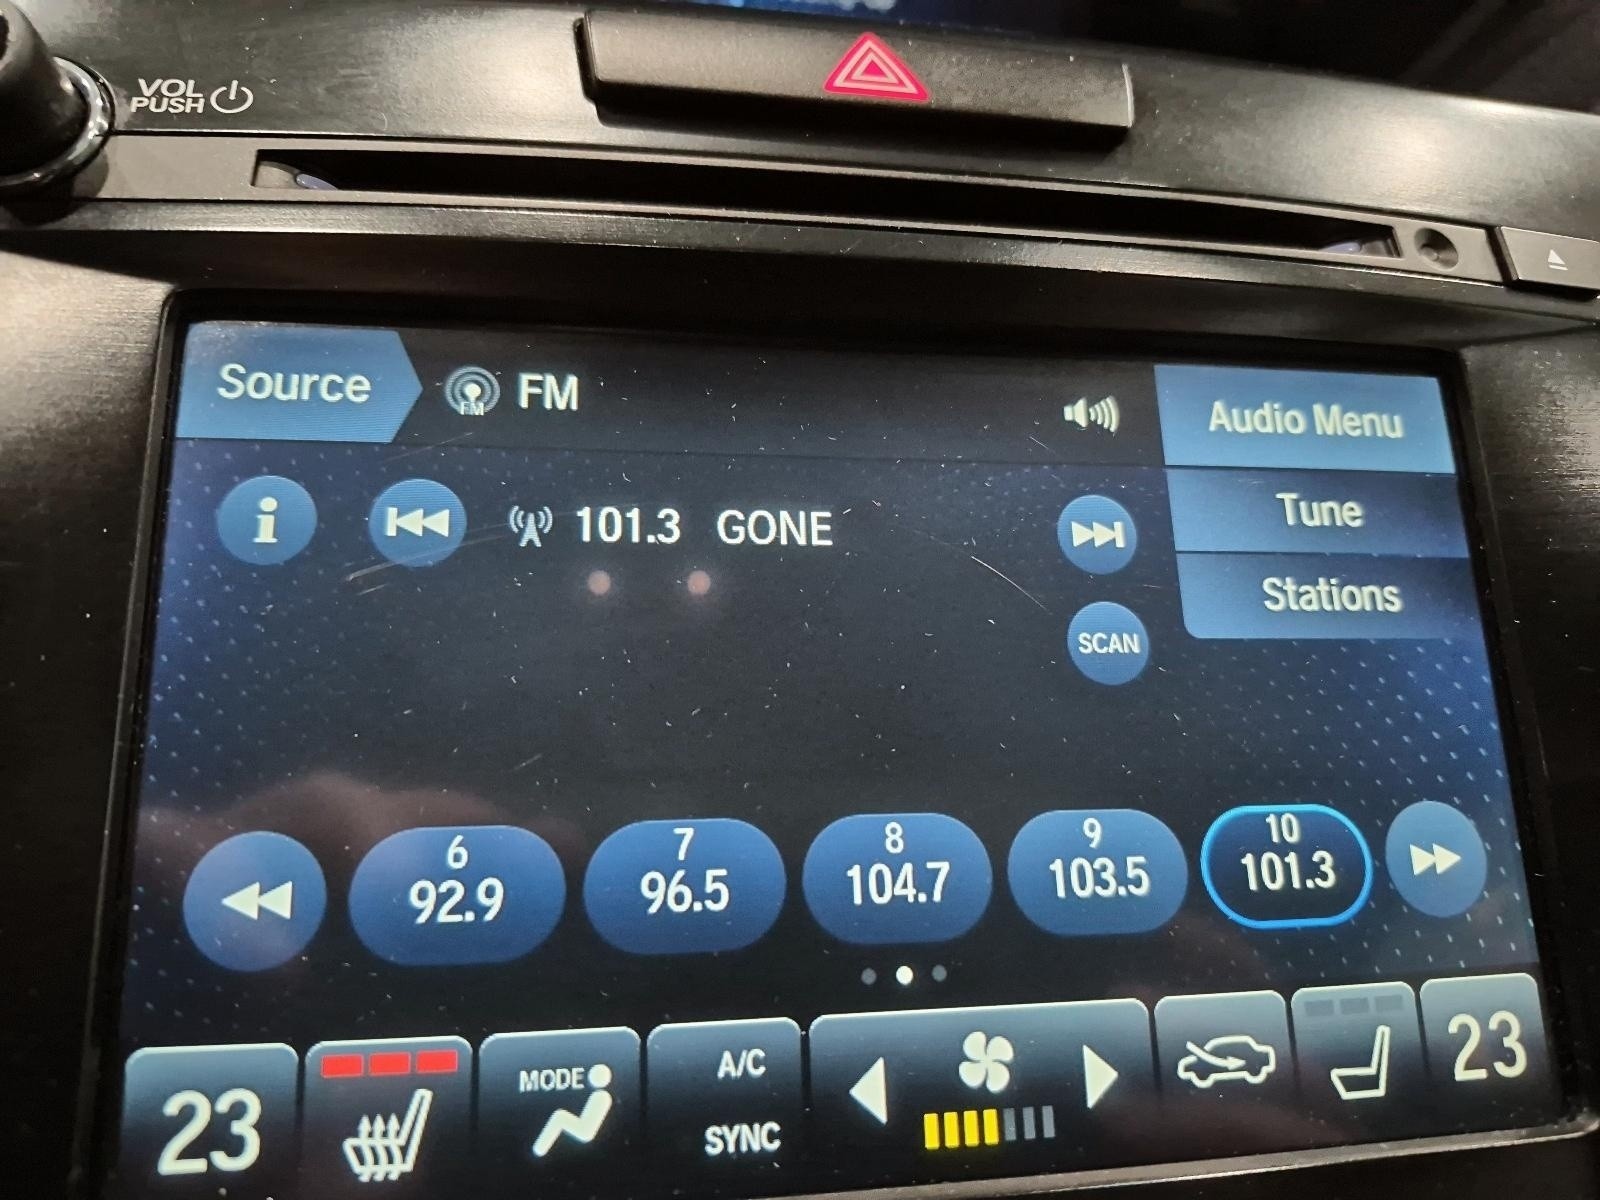 VOL
PUSH
Source
FM
FM
Audio Menu
i
101.3 GONE
Tune
Stations
SCAN
6
92.9
7
96.5
8
104.7
9
103.5
10
101.3
23
MODE
A/C
SYNC
23